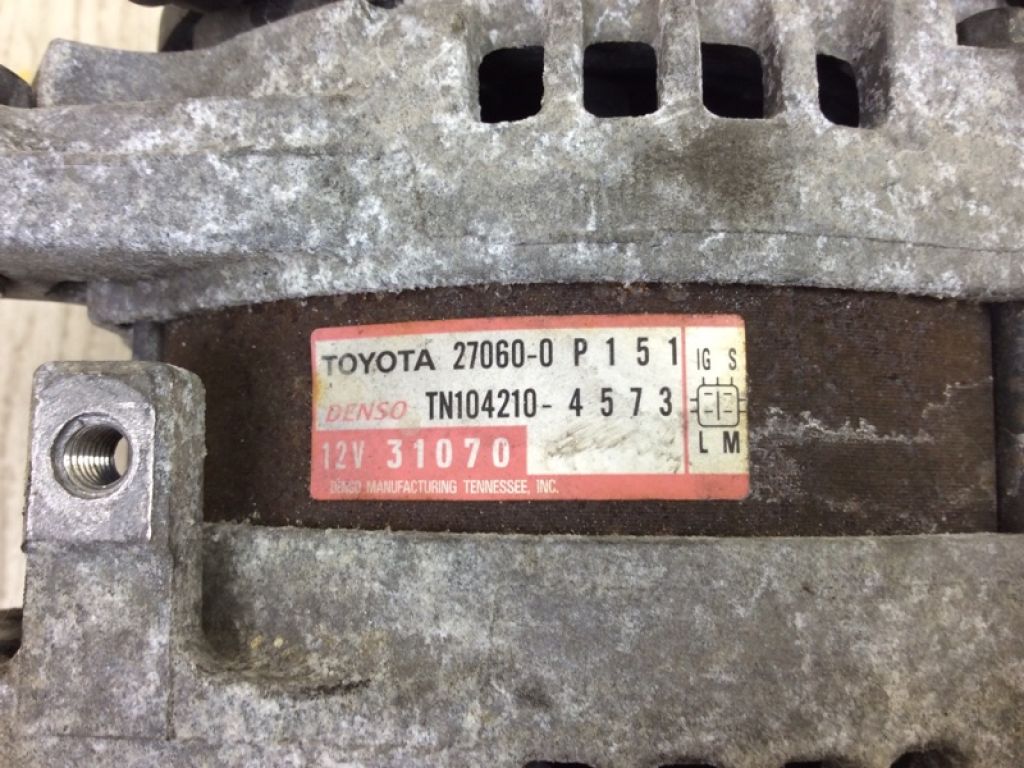 TOYOTA 27060-0 P 1 5 1
DENSO TN104210- 4 5 7 3
12V 31070
DENSO MANUFACTURING TENNESSEE, INC.
IG S
L M